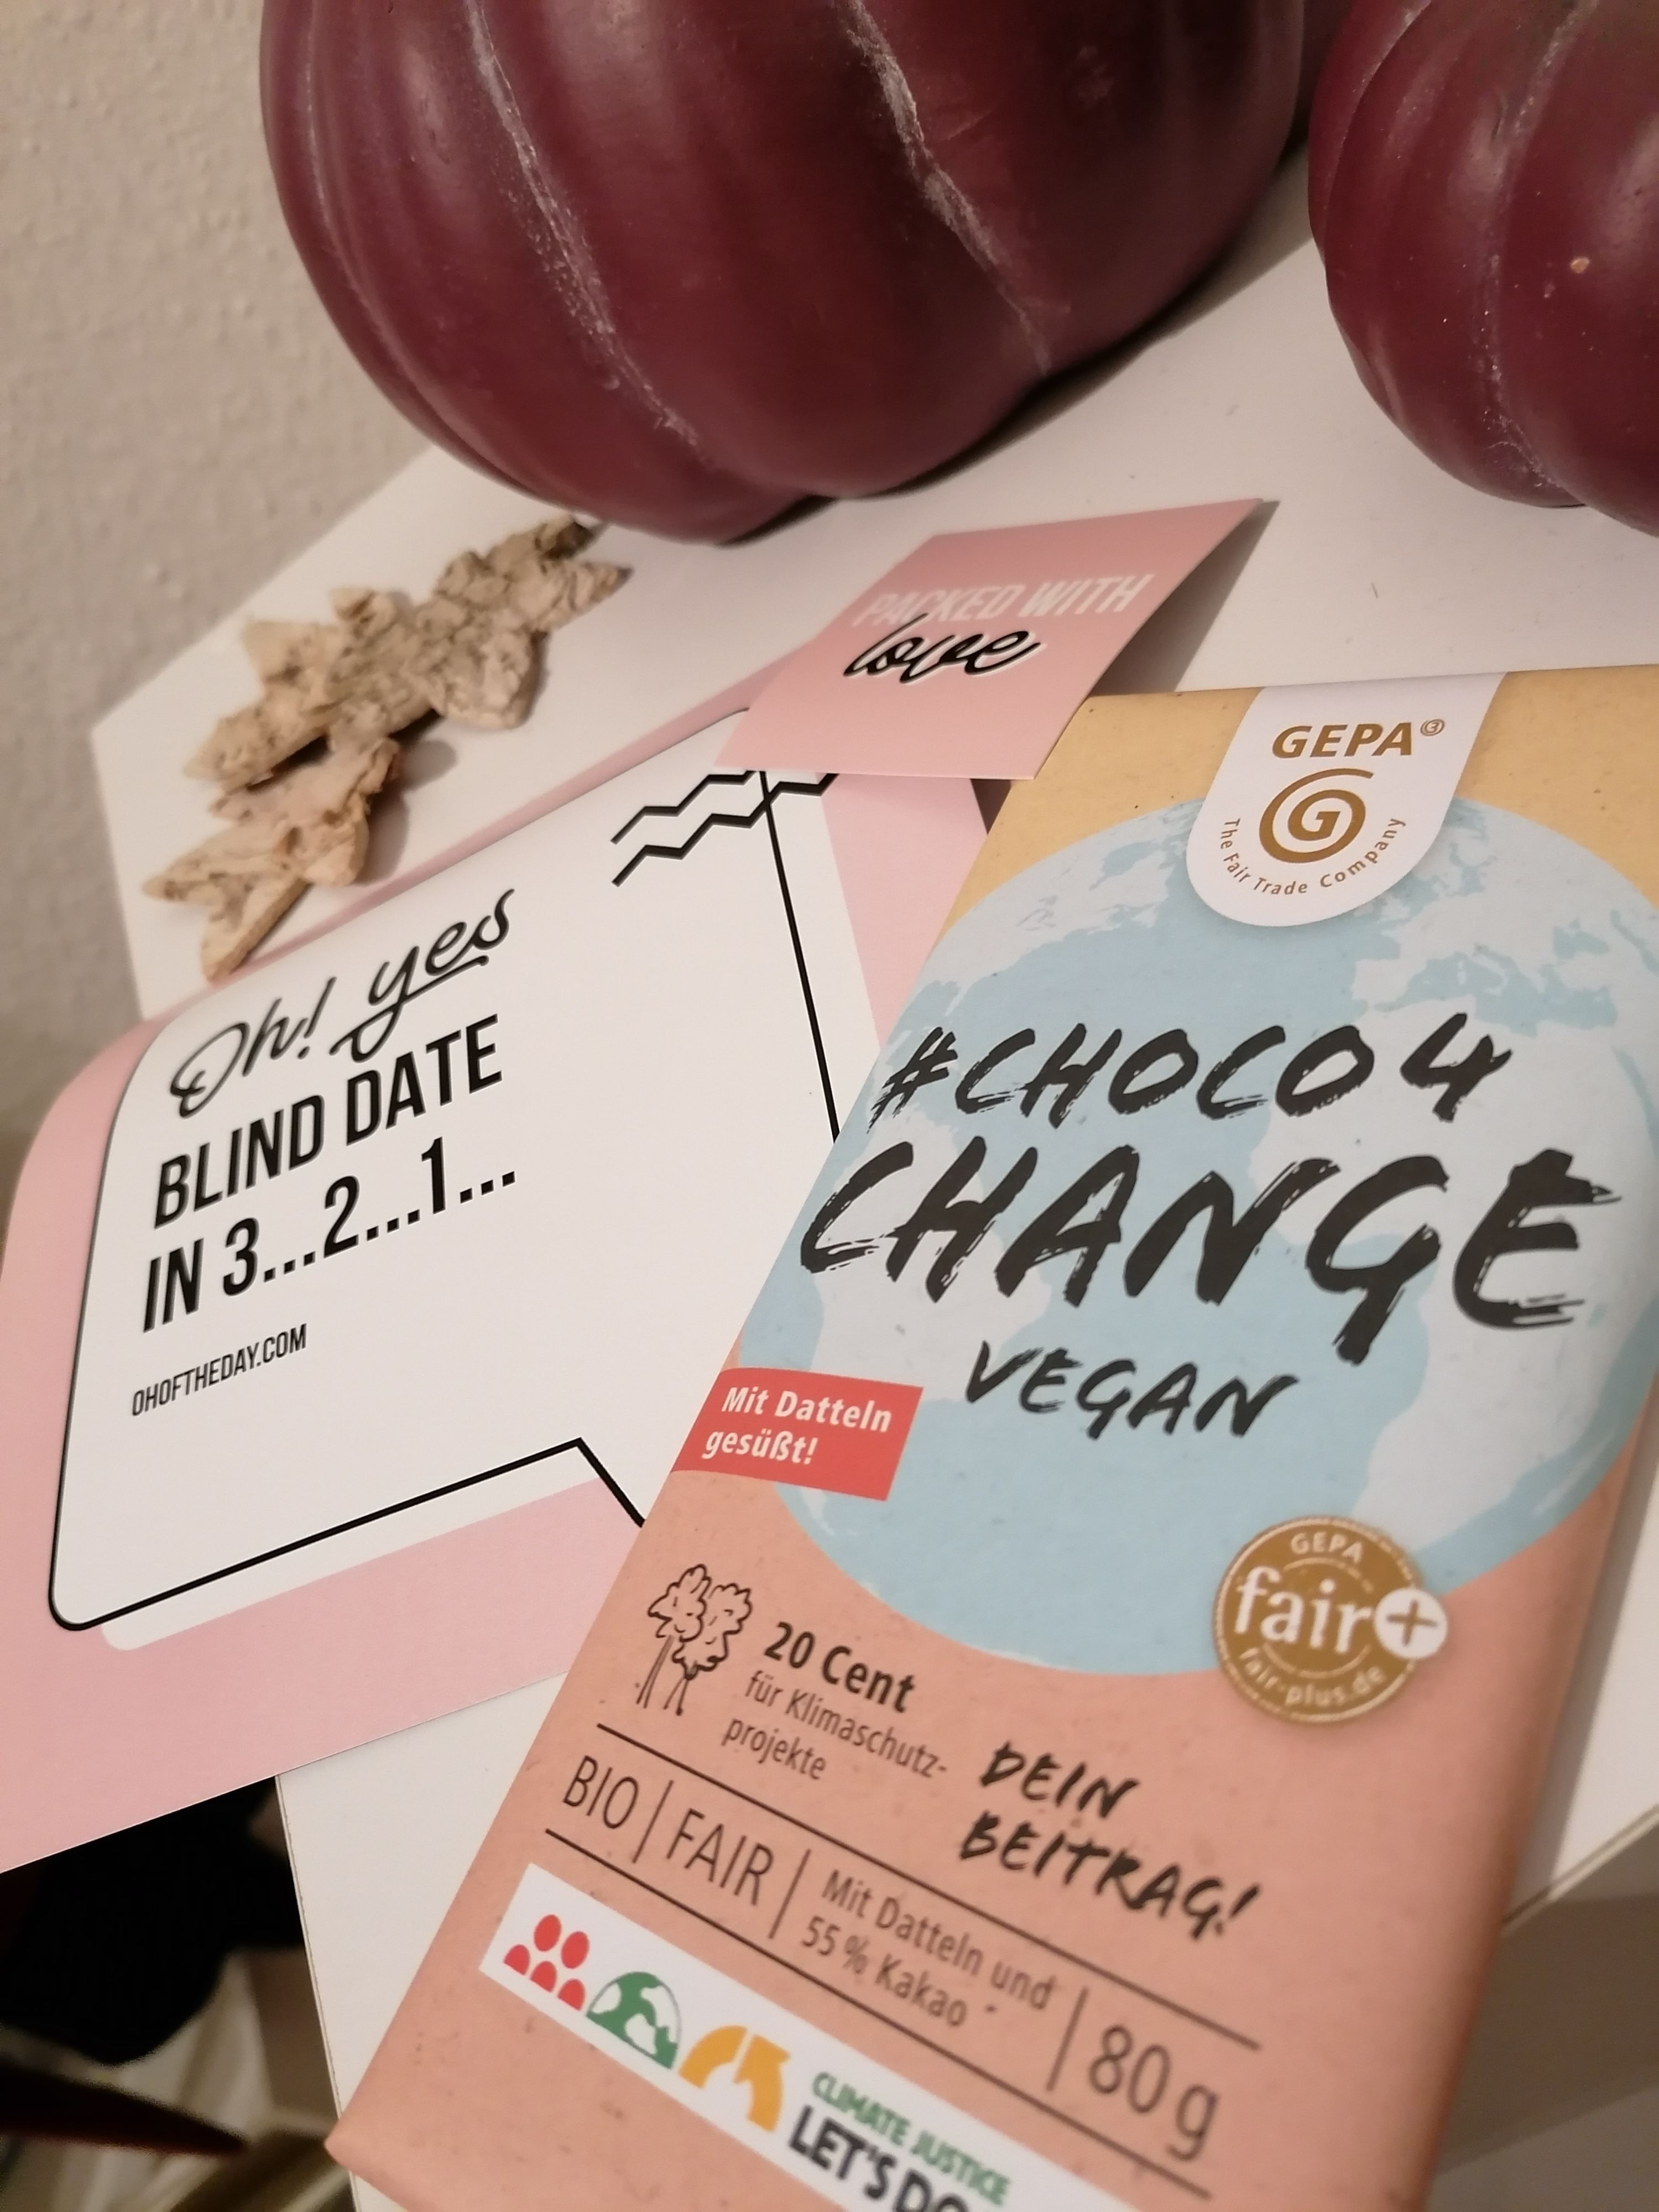 PACKED WITH
love
Oh! yes
BLIND DATE
IN 3...2...1...
OHOFTHEDAY.COM
GEPA
G
The Fair Trade Company
#CHOCO4
CHANGE
VEGAN
Mit Datteln
gesüßt!
GEPA
fair+
fair-plus.de
20 Cent
für Klimaschutz-
projekte
DEIN
BEITRAG!
BIO | FAIR | Mit Datteln und
55 % Kakao | 80 g
CLIMATE JUSTICE
LET'S DO